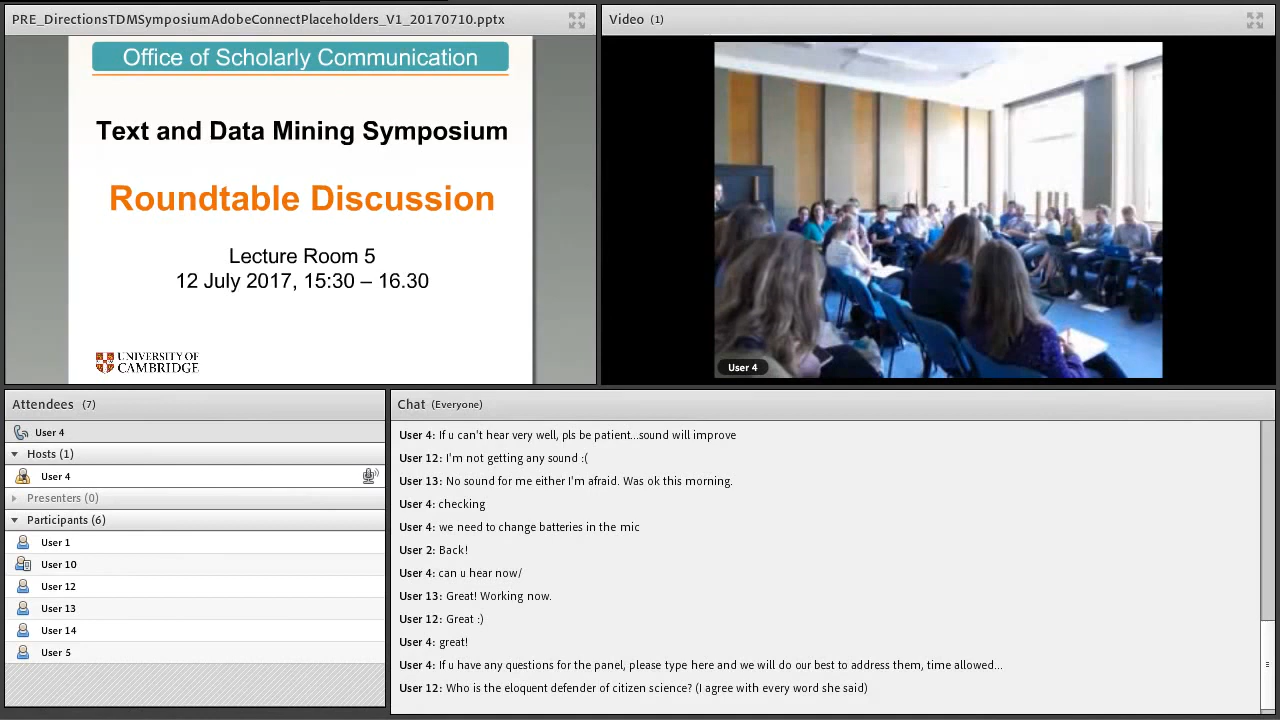 PRE_DirectionsTDMSymposiumAdobeConnectPlaceholders_V1_20170710.pptx
Office of Scholarly Communication
Text and Data Mining Symposium
Roundtable Discussion
Lecture Room 5
12 July 2017, 15:30 – 16.30
UNIVERSITY OF
CAMBRIDGE
Video (1)
User 4
Attendees (7)
User 4
Hosts (1)
User 4
Presenters (0)
Participants (6)
User 1
User 10
User 12
User 13
User 14
User 5
Chat (Everyone)
User 4: If u can't hear very well, pls be patient...sound will improve
User 12: I'm not getting any sound :(
User 13: No sound for me either I'm afraid. Was ok this morning.
User 4: checking
User 4: we need to change batteries in the mic
User 2: Back!
User 4: can u hear now/
User 13: Great! Working now.
User 12: Great :)
User 4: great!
User 4: If u have any questions for the panel, please type here and we will do our best to address them, time allowed...
User 12: Who is the eloquent defender of citizen science? (I agree with every word she said)